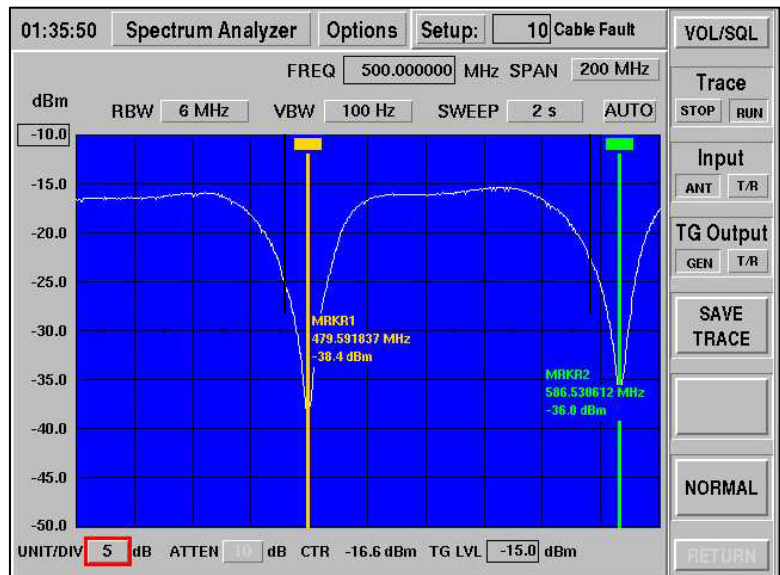 01:35:50 Spectrum Analyzer Options Setup: 10 Cable Fault VOL/SQL
FREQ 500.000000 MHz SPAN 200 MHz
dBm RBW 6 MHz VBW 100 Hz SWEEP 2 s AUTO
Trace
STOP RUN
-10.0
Input
ANT T/R
-15.0
-20.0
TG Output
GEN T/R
-25.0
-30.0
MRKR1
479.591837 MHz
-38.4 dBm
SAVE
TRACE
-35.0
MRKR2
586.530612 MHz
-36.0 dBm
-40.0
-45.0
NORMAL
-50.0
UNIT/DIV 5 dB ATTEN 10 dB CTR -16.6 dBm TG LVL -15.0 dBm
RETURN